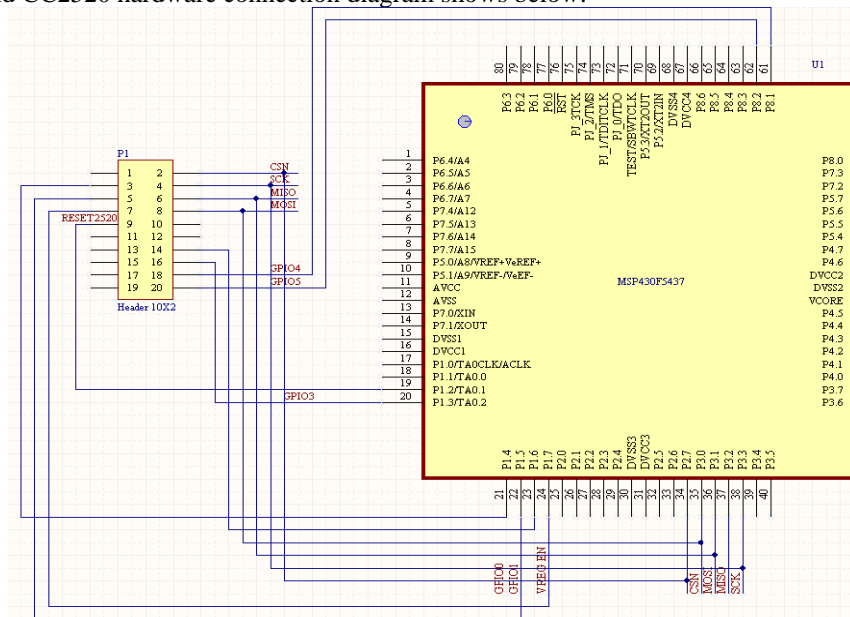 nd CC2520 hardware connection diagram shows below:
80 79 78 77 76 75 74 73 72 71 70 69 68 67 66 65 64 63 62 61
U1
P6.3 P6.2 P6.1 P6.0 RST PJ_3TCK PJ_2/TMS PJ_1/TDITCLK PJ_0/TDO TEST/SBWTCLK P5.3/XT2OUT P5.2/XT2IN DVSS4 DVCC4 P8.6 P8.5 P8.4 P8.3 P8.2 P8.1
P1
1 2
3 4
5 6
7 8
9 10
11 12
13 14
15 16
17 18
19 20
Header 10X2
CSN
SCK
MISO
MOSI
RESET2520
GPIO4
GPIO5
GPIO3
1 P6.4/A4
2 P6.5/A5
3 P6.6/A6
4 P6.7/A7
5 P7.4/A12
6 P7.5/A13
7 P7.6/A14
8 P7.7/A15
9 P5.0/A8/VREF+VeREF+
10 P5.1/A9/VREF-/VeEF-
11 AVCC
12 AVSS
13 P7.0/XIN
14 P7.1/XOUT
15 DVSS1
16 DVCC1
17 P1.0/TA0CLK/ACLK
18 P1.1/TA0.0
19 P1.2/TA0.1
20 P1.3/TA0.2
MSP430F5437
P8.0
P7.3
P7.2
P5.7
P5.6
P5.5
P5.4
P4.7
P4.6
DVCC2
DVSS2
VCORE
P4.5
P4.4
P4.3
P4.2
P4.1
P4.0
P3.7
P3.6
P1.4 P1.5 P1.6 P1.7 P2.0 P2.1 P2.2 P2.3 P2.4 DVSS3 DVCC3 P2.5 P2.6 P2.7 P3.0 P3.1 P3.2 P3.3 P3.4 P3.5
21 22 23 24 25 26 27 28 29 30 31 32 33 34 35 36 37 38 39 40
GPIO0 GPIO1 VREG EN CSN MOSI MISO SCK